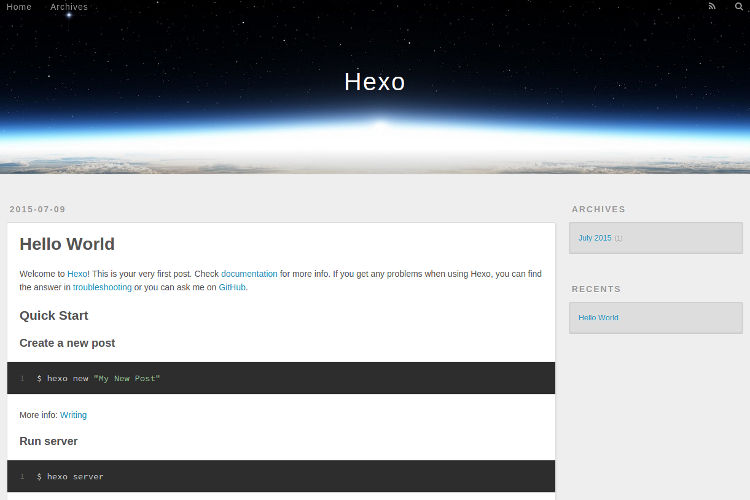 Home Archives
Hexo
2015-07-09
Hello World
Welcome to Hexo! This is your very first post. Check documentation for more info. If you get any problems when using Hexo, you can find
the answer in troubleshooting or you can ask me on GitHub.
Quick Start
Create a new post
1 $ hexo new "My New Post"
More info: Writing
Run server
1 $ hexo server
ARCHIVES
July 2015 (1)
RECENTS
Hello World